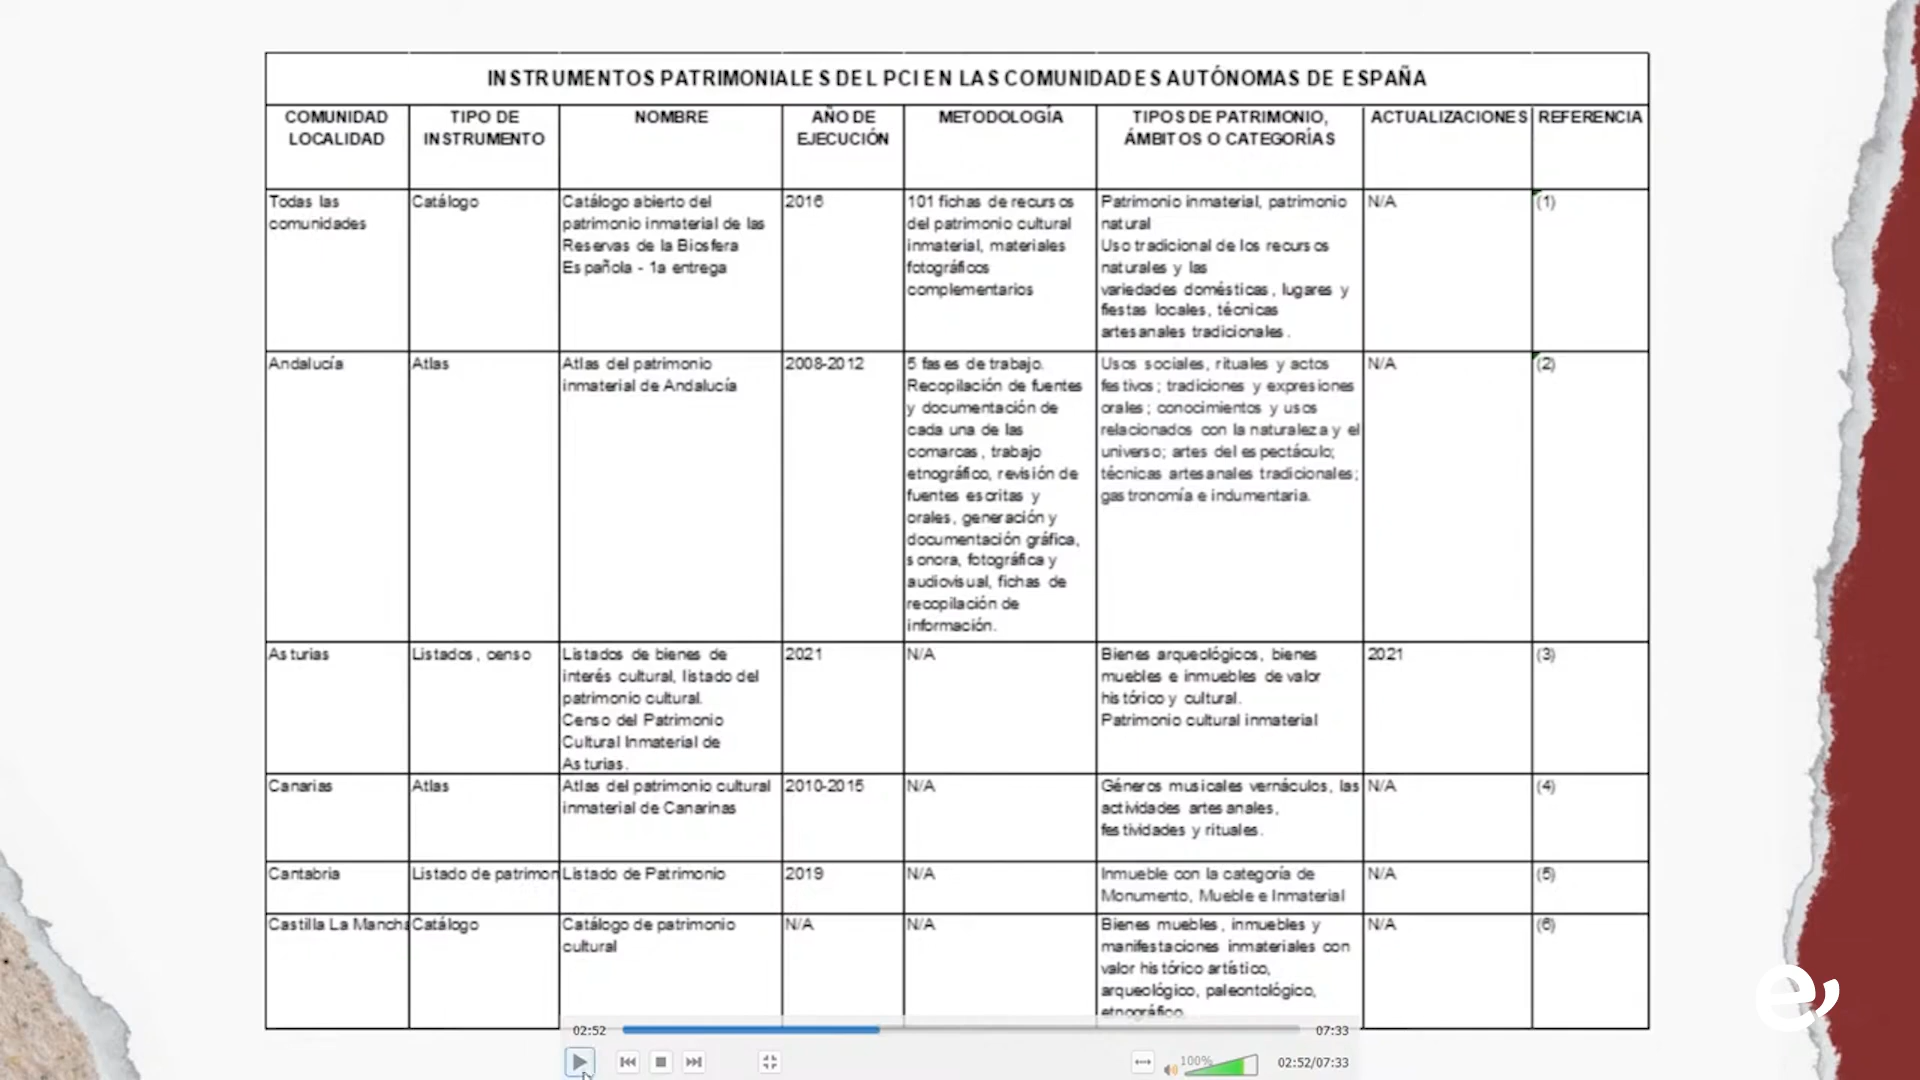 INSTRUMENTOS PATRIMONIALES DEL PCI EN LAS COMUNIDADES AUTÓNOMAS DE ESPAÑA
COMUNIDAD
LOCALIDAD
TIPO DE
INSTRUMENTO
NOMBRE
AÑO DE
EJECUCIÓN
METODOLOGÍA
TIPOS DE PATRIMONIO,
ÁMBITOS O CATEGORÍAS
ACTUALIZACIONES
REFERENCIA
Todas las
comunidades
Catálogo
Catálogo abierto del
patrimonio inmaterial de las
Reservas de la Biosfera
Española - 1a entrega
2016
101 fichas de recursos
del patrimonio cultural
inmaterial, materiales
fotográficos
complementarios
Patrimonio inmaterial, patrimonio
natural
Uso tradicional de los recursos
naturales y las
variedades domésticas, lugares y
fiestas locales, técnicas
artesanales tradicionales.
N/A
(1)
Andalucía
Atlas
Atlas del patrimonio
inmaterial de Andalucía
2008-2012
5 fases de trabajo.
Recopilación de fuentes
y documentación de
cada una de las
comarcas, trabajo
etnográfico, revisión de
fuentes escritas y
orales, generación y
documentación gráfica,
sonora, fotográfica y
audiovisual, fichas de
recopilación de
información.
Usos sociales, rituales y actos
festivos; tradiciones y expresiones
orales; conocimientos y usos
relacionados con la naturaleza y el
universo; artes del espectáculo;
técnicas artesanales tradicionales;
gastronomía e indumentaria.
N/A
(2)
Asturias
Listados, censo
Listados de bienes de
interés cultural, listado del
patrimonio cultural.
Censo del Patrimonio
Cultural Inmaterial de
Asturias.
2021
N/A
Bienes arqueológicos, bienes
muebles e inmuebles de valor
histórico y cultural.
Patrimonio cultural inmaterial
2021
(3)
Canarias
Atlas
Atlas del patrimonio cultural
inmaterial de Canarinas
2010-2015
N/A
Géneros musicales vernáculos, las
actividades artesanales,
festividades y rituales.
N/A
(4)
Cantabria
Listado de patrimon
Listado de Patrimonio
2019
N/A
Inmueble con la categoría de
Monumento, Mueble e Inmaterial
N/A
(5)
Castilla La Mancha
Catálogo
Catálogo de patrimonio
cultural
N/A
N/A
Bienes muebles, inmuebles y
manifestaciones inmateriales con
valor histórico artístico,
arqueológico, paleontológico,
etnográfico.
N/A
(6)
02:52
07:33
100%
02:52/07:33
e